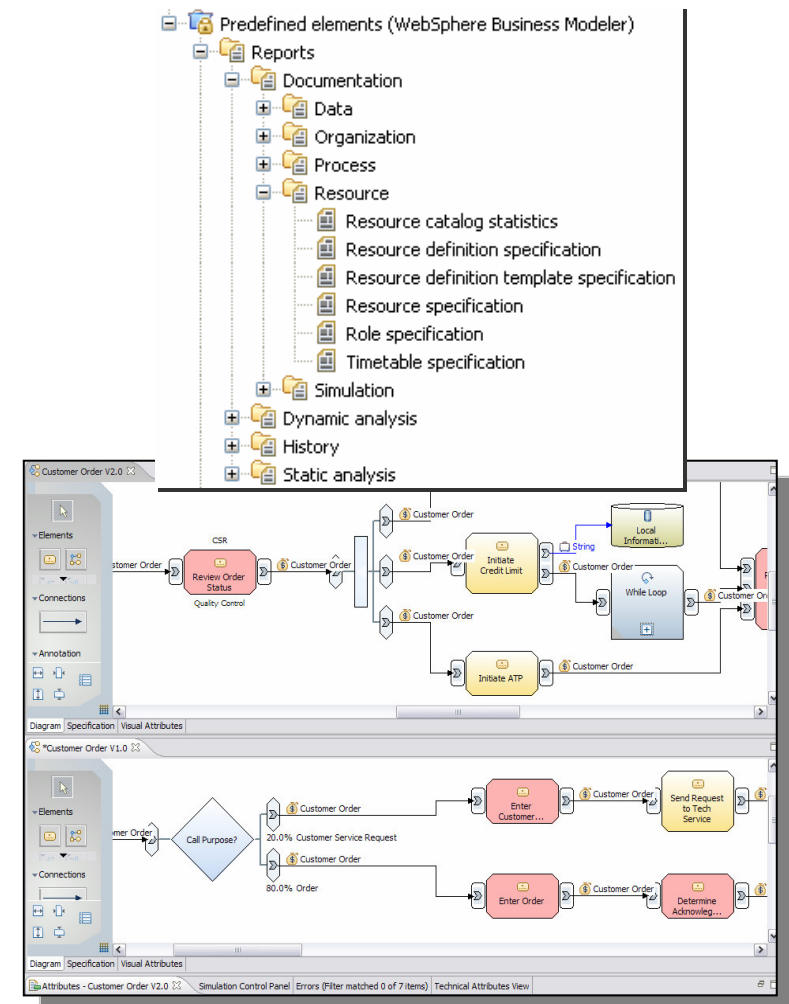 Predefined elements (WebSphere Business Modeler)
Reports
Documentation
Data
Organization
Process
Resource
Resource catalog statistics
Resource definition specification
Resource definition template specification
Resource specification
Role specification
Timetable specification
Simulation
Dynamic analysis
History
Static analysis
Customer Order V2.0
Elements
Connections
Annotation
CSR
stomer Order
Review Order
Status
Quality Control
Customer Order
Customer Order
Customer Order
Customer Order
Initiate
Credit Limit
String
Local
Informati...
Customer Order
While Loop
Customer Ord
Initiate ATP
Customer Order
Diagram Specification Visual Attributes
*Customer Order V1.0
Elements
Connections
omer Order
Call Purpose?
Customer Order
20.0% Customer Service Request
Customer Order
80.0% Order
Enter
Customer...
Customer Order
Send Request
to Tech
Service
Enter Order
Customer Order
Determine
Acknowleg...
Diagram Specification Visual Attributes
Attributes - Customer Order V2.0 Simulation Control Panel Errors (Filter matched 0 of 7 items) Technical Attributes View